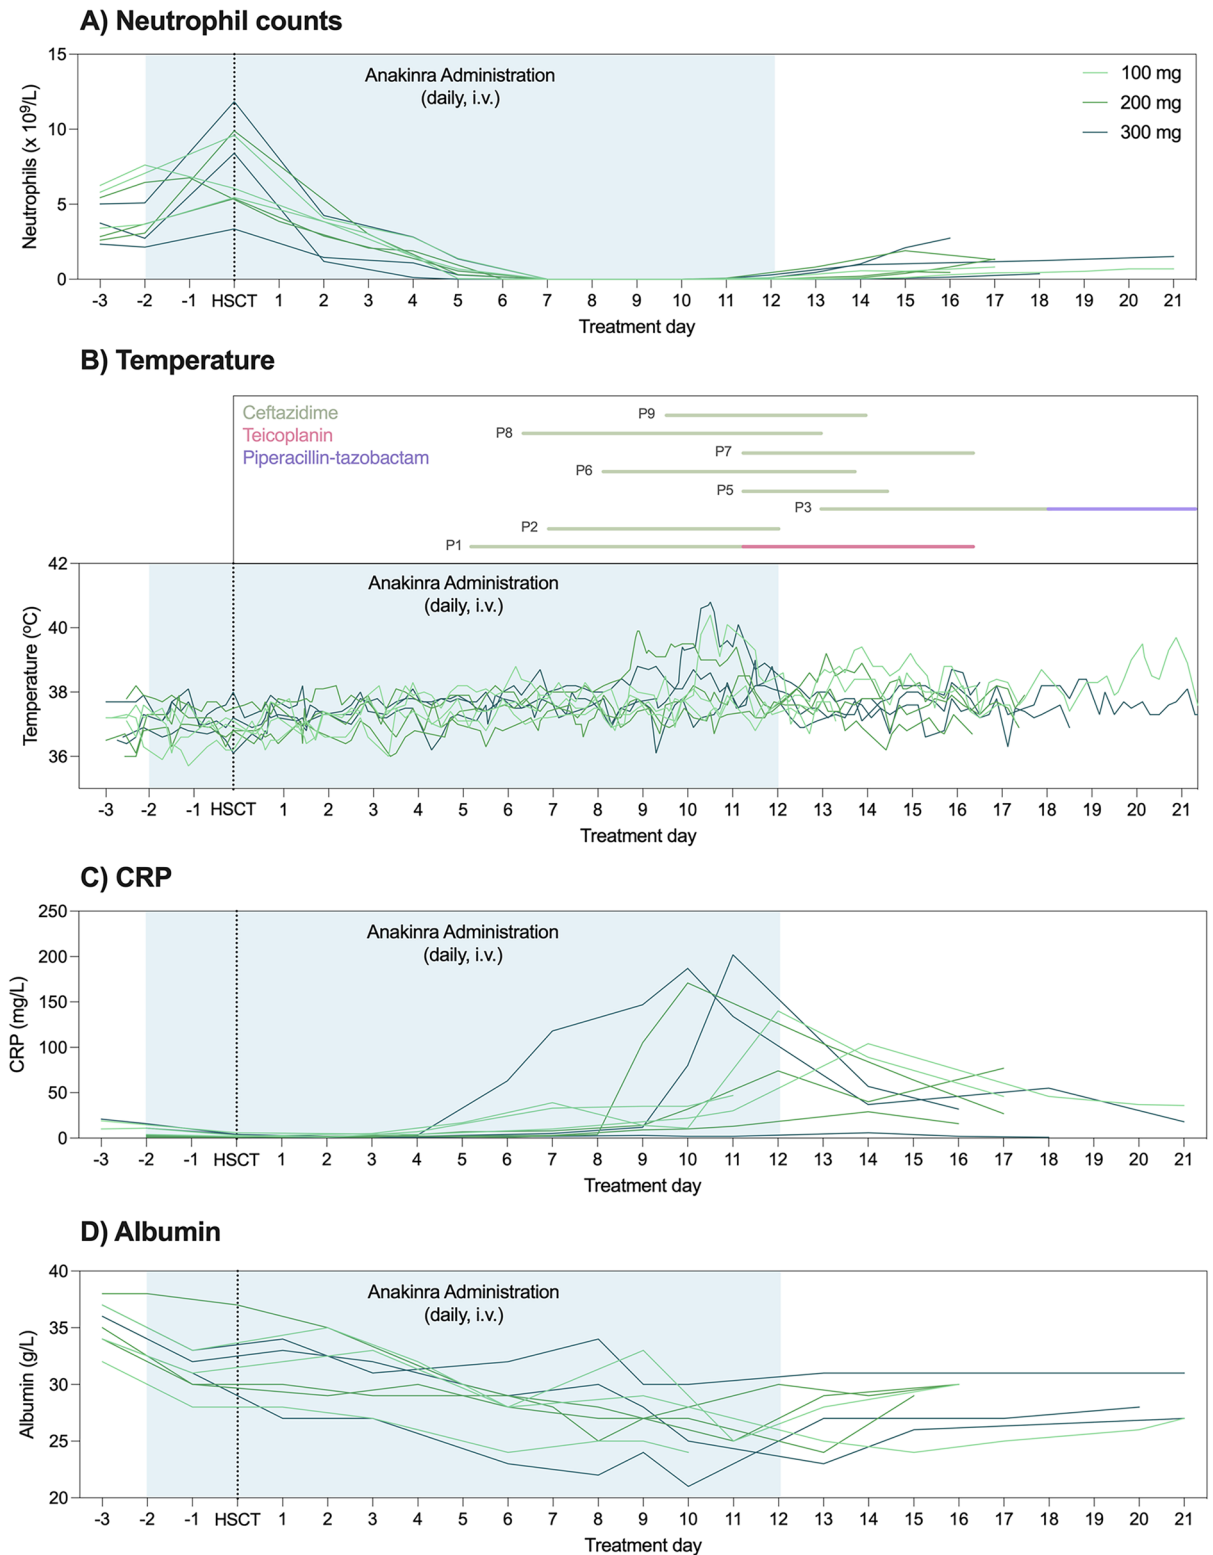 A) Neutrophil counts
15
10
5
0
Neutrophils (x 10⁹/L)
Anakinra Administration
(daily, i.v.)
100 mg
200 mg
300 mg
-3 -2 -1 HSCT 1 2 3 4 5 6 7 8 9 10 11 12 13 14 15 16 17 18 19 20 21
Treatment day
B) Temperature
Ceftazidime
Teicoplanin
Piperacillin-tazobactam
P9
P8
P7
P6
P5
P3
P2
P1
42
40
38
36
Temperature (ºC)
Anakinra Administration
(daily, i.v.)
-3 -2 -1 HSCT 1 2 3 4 5 6 7 8 9 10 11 12 13 14 15 16 17 18 19 20 21
Treatment day
C) CRP
250
200
150
100
50
0
CRP (mg/L)
Anakinra Administration
(daily, i.v.)
-3 -2 -1 HSCT 1 2 3 4 5 6 7 8 9 10 11 12 13 14 15 16 17 18 19 20 21
Treatment day
D) Albumin
40
35
30
25
20
Albumin (g/L)
Anakinra Administration
(daily, i.v.)
-3 -2 -1 HSCT 1 2 3 4 5 6 7 8 9 10 11 12 13 14 15 16 17 18 19 20 21
Treatment day